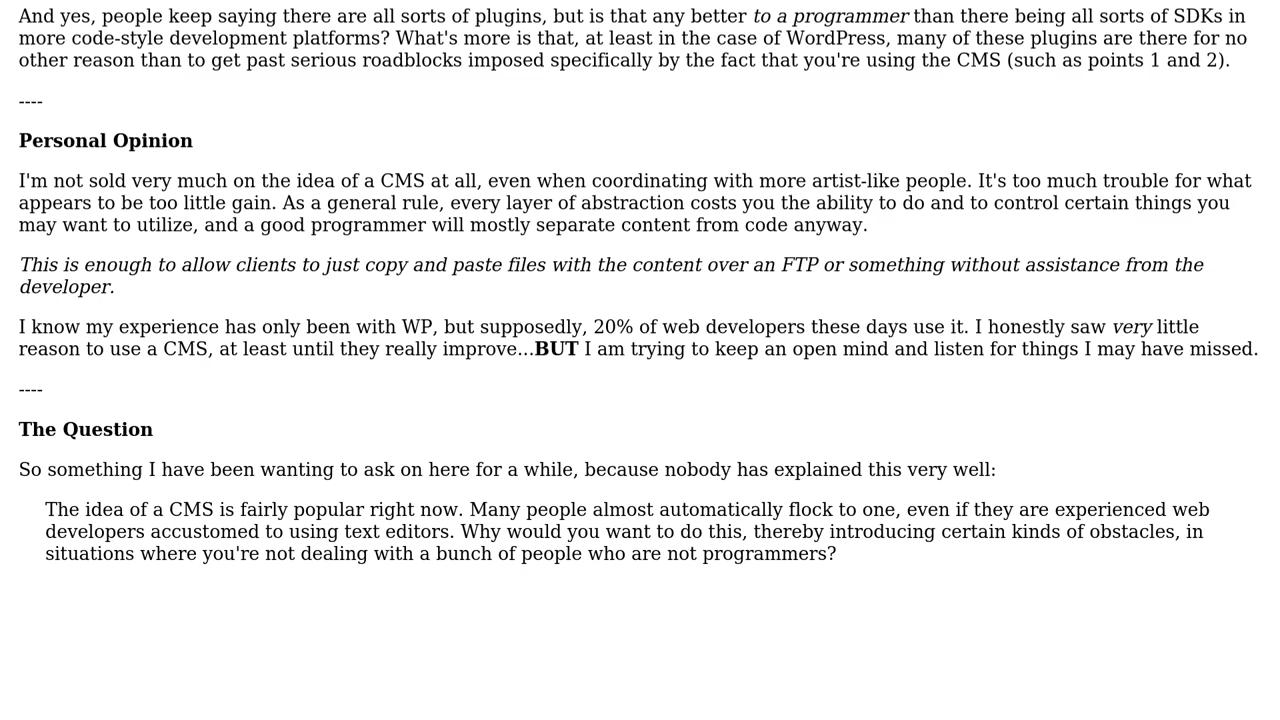 And yes, people keep saying there are all sorts of plugins, but is that any better to a programmer than there being all sorts of SDKs in
more code-style development platforms? What's more is that, at least in the case of WordPress, many of these plugins are there for no
other reason than to get past serious roadblocks imposed specifically by the fact that you're using the CMS (such as points 1 and 2).
----
Personal Opinion
I'm not sold very much on the idea of a CMS at all, even when coordinating with more artist-like people. It's too much trouble for what
appears to be too little gain. As a general rule, every layer of abstraction costs you the ability to do and to control certain things you
may want to utilize, and a good programmer will mostly separate content from code anyway.
This is enough to allow clients to just copy and paste files with the content over an FTP or something without assistance from the
developer.
I know my experience has only been with WP, but supposedly, 20% of web developers these days use it. I honestly saw very little
reason to use a CMS, at least until they really improve...BUT I am trying to keep an open mind and listen for things I may have missed.
----
The Question
So something I have been wanting to ask on here for a while, because nobody has explained this very well:
The idea of a CMS is fairly popular right now. Many people almost automatically flock to one, even if they are experienced web
developers accustomed to using text editors. Why would you want to do this, thereby introducing certain kinds of obstacles, in
situations where you're not dealing with a bunch of people who are not programmers?